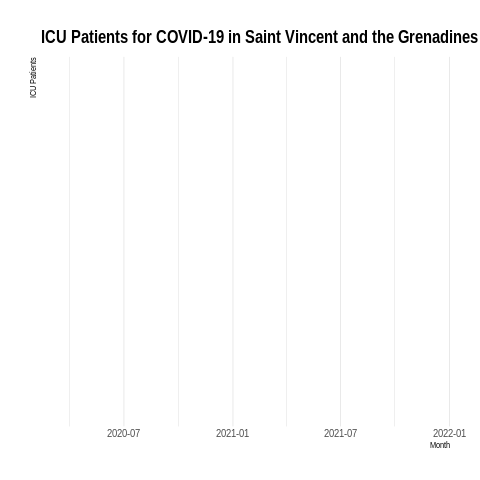 ICU Patients for COVID-19 in Saint Vincent and the Grenadines
ICU Patients
2020-07 2021-01 2021-07 2022-01
Month